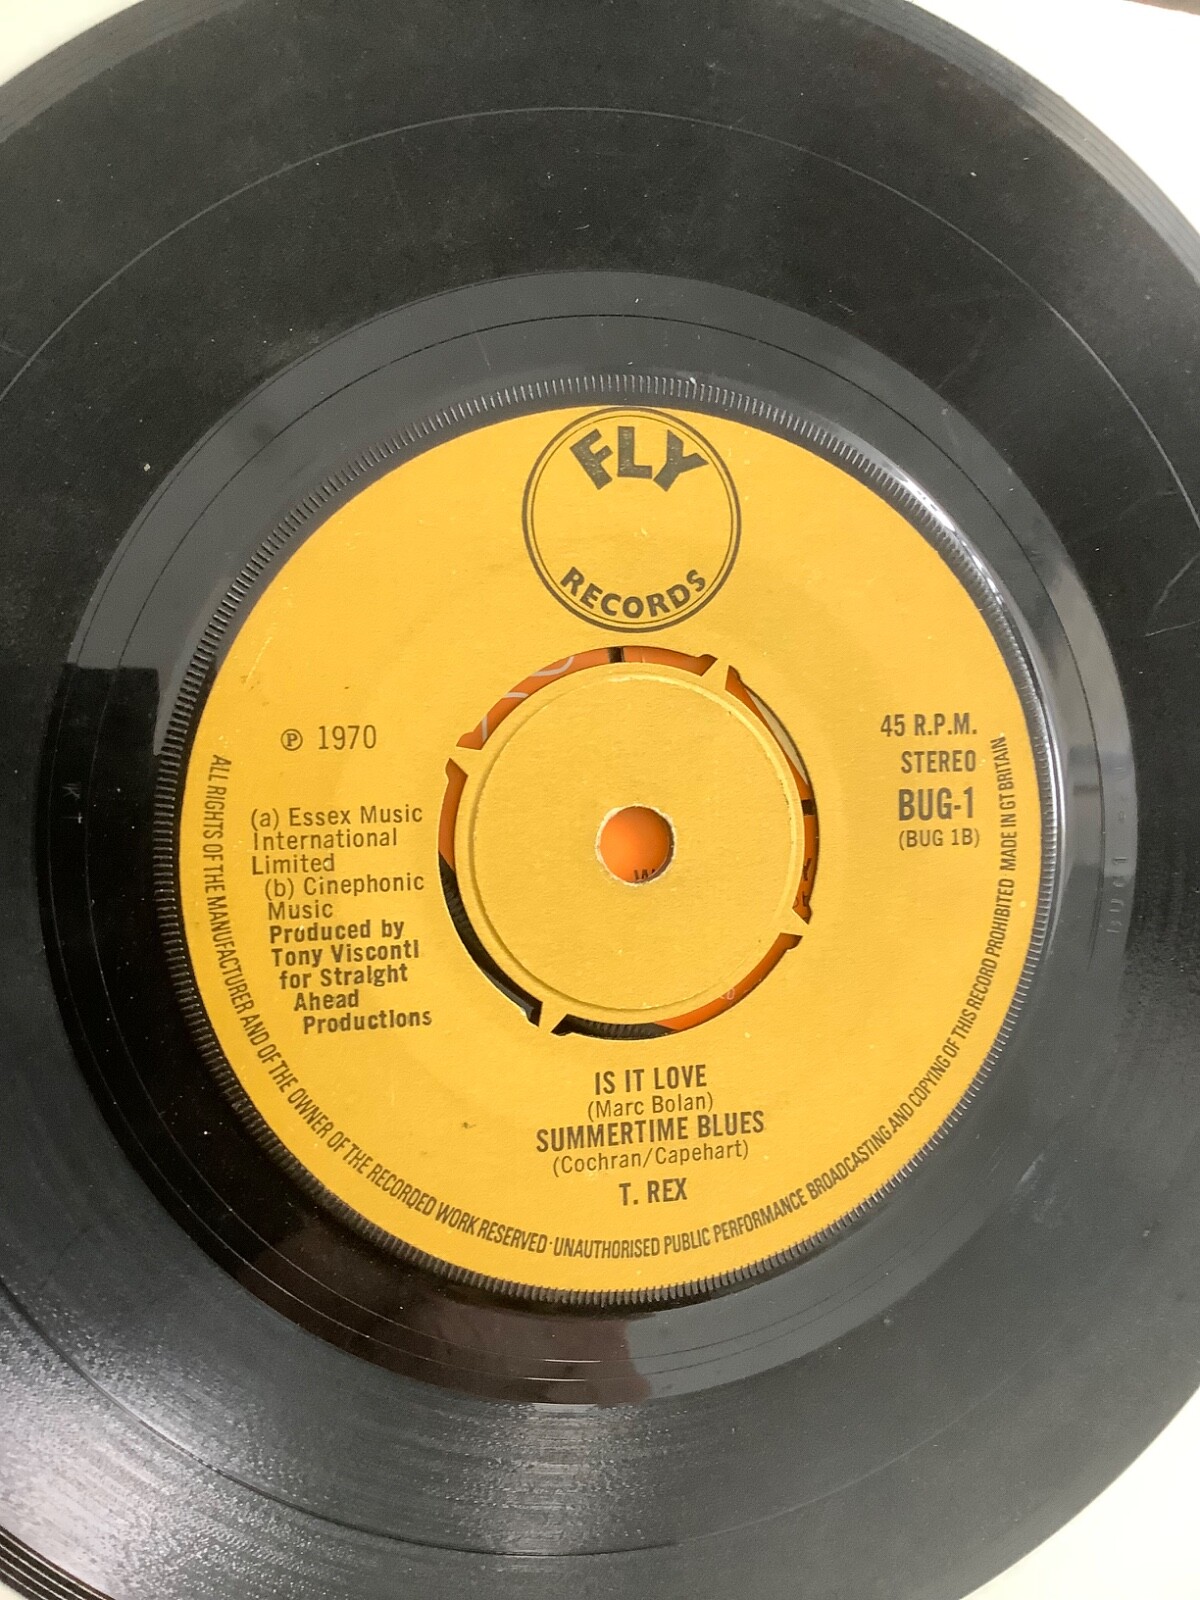 FLY
RECORDS
℗ 1970
45 R.P.M.
STEREO
BUG-1
(BUG 1B)
(a) Essex Music
International
Limited
(b) Cinephonic
Music
Produced by
Tony Visconti
for Straight
Ahead
Productions
IS IT LOVE
(Marc Bolan)
SUMMERTIME BLUES
(Cochran/Capehart)
T. REX
ALL RIGHTS OF THE MANUFACTURER AND OF THE OWNER OF THE RECORDED WORK RESERVED · UNAUTHORISED PUBLIC PERFORMANCE BROADCASTING AND COPYING OF THIS RECORD PROHIBITED MADE IN GT BRITAIN